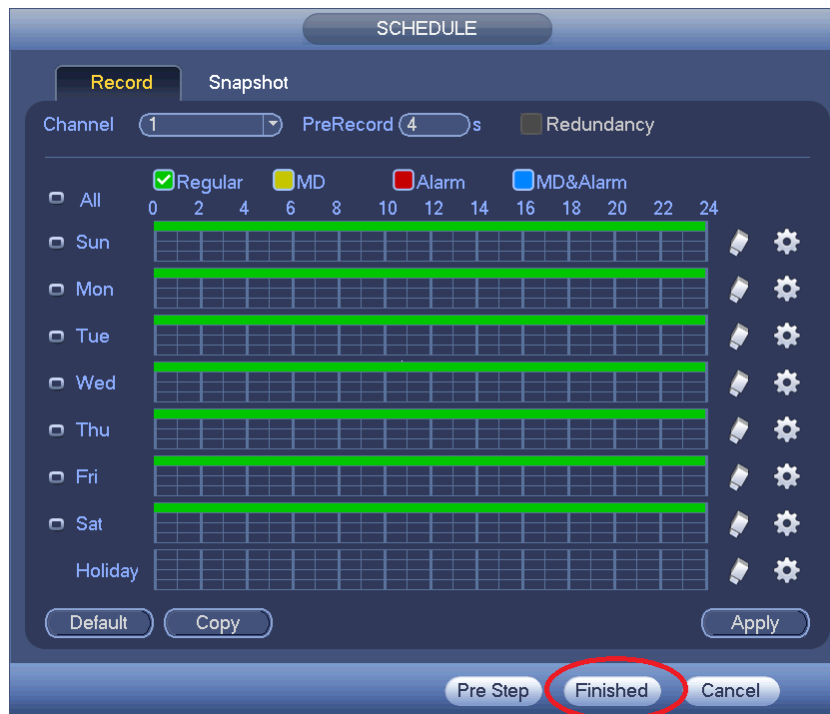 SCHEDULE
Record Snapshot
Channel 1 PreRecord 4 s Redundancy
All Regular MD Alarm MD&Alarm
0 2 4 6 8 10 12 14 16 18 20 22 24
Sun
Mon
Tue
Wed
Thu
Fri
Sat
Holiday
Default Copy Apply
Pre Step Finished Cancel